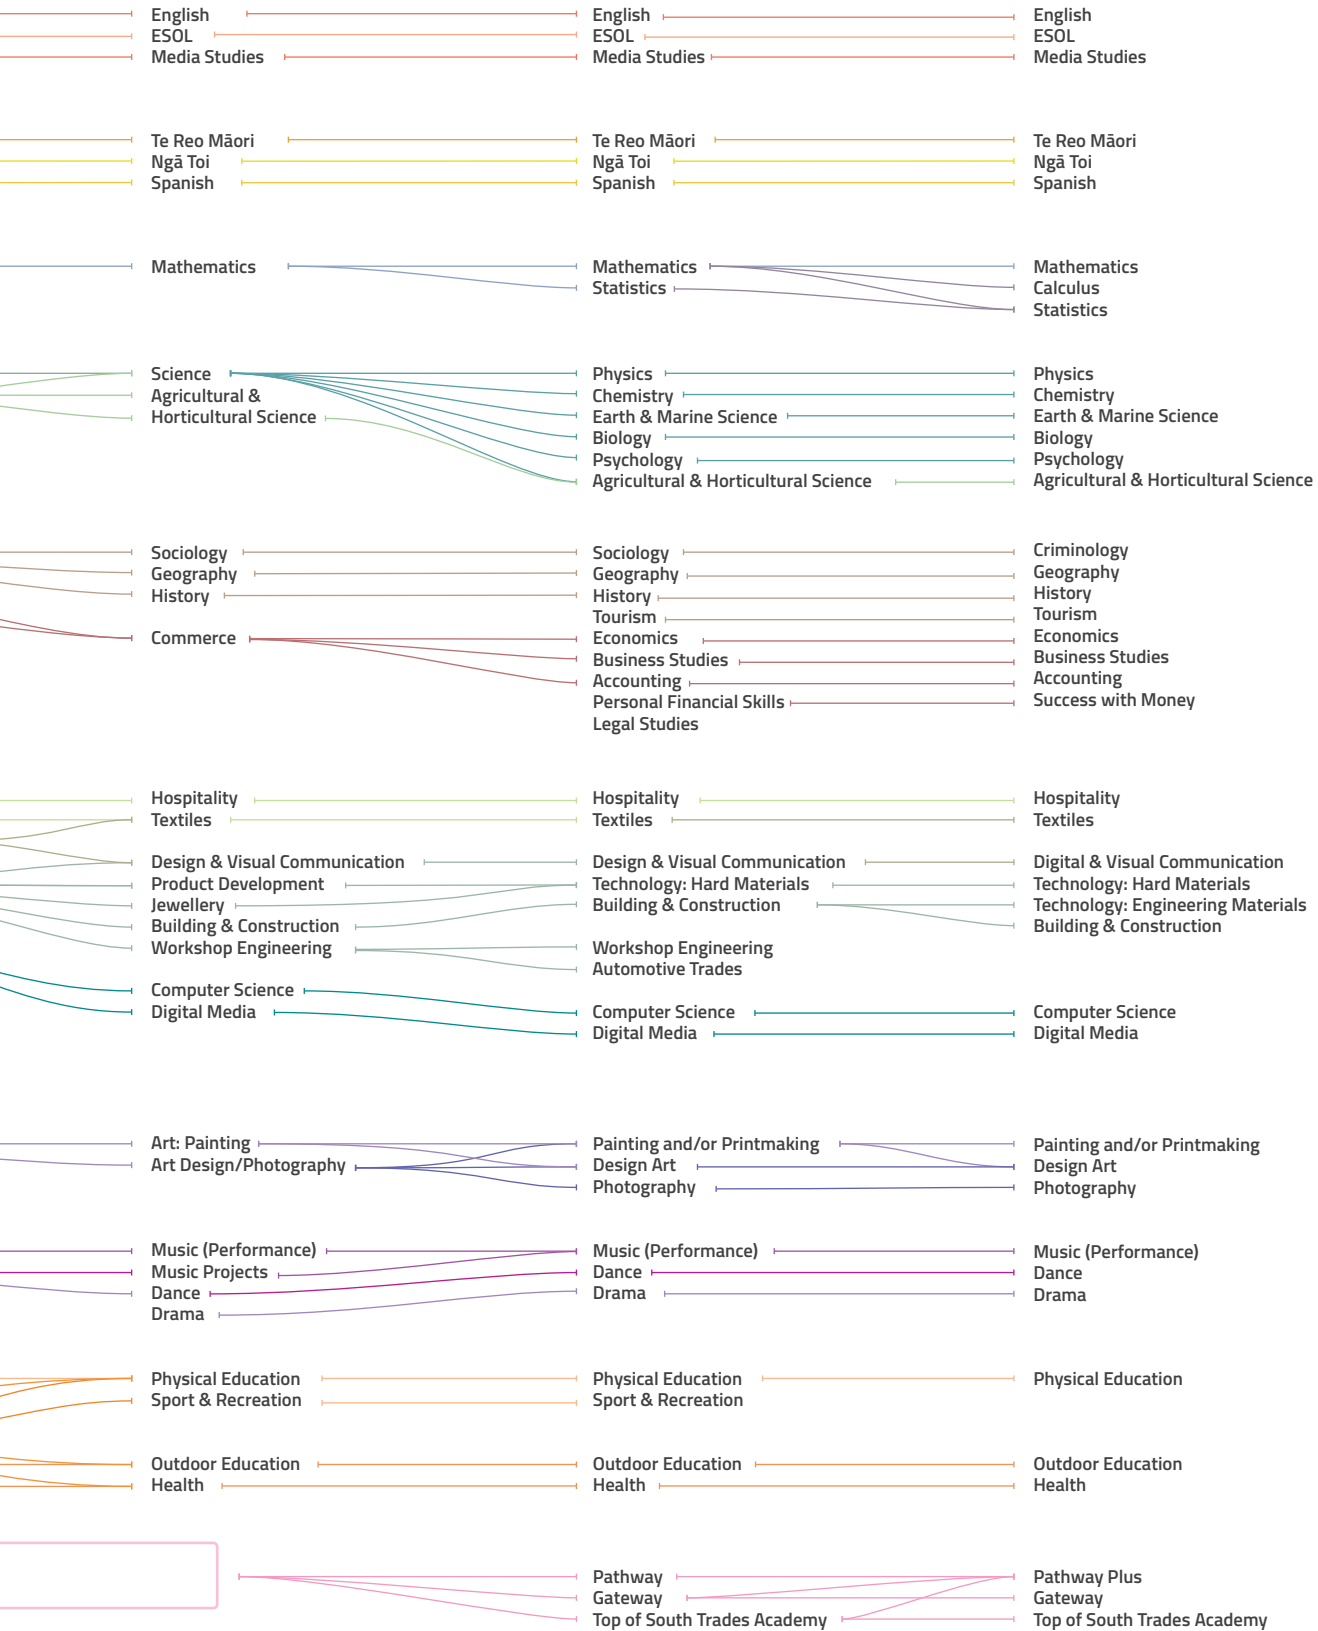 English English English
ESOL ESOL ESOL
Media Studies Media Studies Media Studies
Te Reo Māori Te Reo Māori Te Reo Māori
Ngā Toi Ngā Toi Ngā Toi
Spanish Spanish Spanish
Mathematics Mathematics Mathematics
Statistics Calculus
Statistics
Science Physics Physics
Agricultural & Chemistry Chemistry
Horticultural Science Earth & Marine Science Earth & Marine Science
Biology Biology
Psychology Psychology
Agricultural & Horticultural Science Agricultural & Horticultural Science
Sociology Sociology Criminology
Geography Geography Geography
History History History
Tourism Tourism
Commerce Economics Economics
Business Studies Business Studies
Accounting Accounting
Personal Financial Skills Success with Money
Legal Studies
Hospitality Hospitality Hospitality
Textiles Textiles Textiles
Design & Visual Communication Design & Visual Communication Digital & Visual Communication
Product Development Technology: Hard Materials Technology: Hard Materials
Jewellery Building & Construction Technology: Engineering Materials
Building & Construction Building & Construction
Workshop Engineering Workshop Engineering
Automotive Trades
Computer Science
Digital Media Computer Science Computer Science
Digital Media Digital Media
Art: Painting Painting and/or Printmaking Painting and/or Printmaking
Art Design/Photography Design Art Design Art
Photography Photography
Music (Performance) Music (Performance) Music (Performance)
Music Projects Dance Dance
Dance Drama Drama
Drama
Physical Education Physical Education Physical Education
Sport & Recreation Sport & Recreation
Outdoor Education Outdoor Education Outdoor Education
Health Health Health
Pathway Pathway Plus
Gateway Gateway
Top of South Trades Academy Top of South Trades Academy